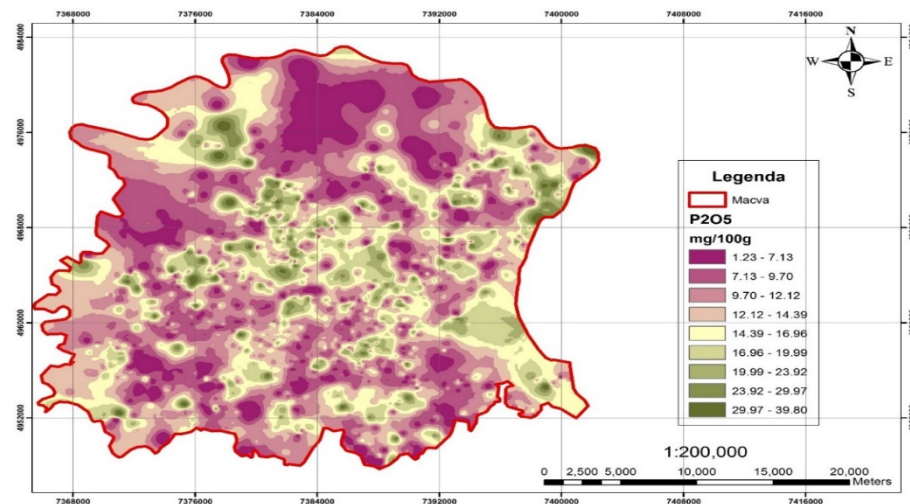 7368000 7376000 7384000 7392000 7400000 7408000 7416000
4984000
N
W E
S
4976000
Legenda
Macva
P2O5
mg/100g
1.23 - 7.13
7.13 - 9.70
9.70 - 12.12
12.12 - 14.39
14.39 - 16.96
16.96 - 19.99
19.99 - 23.92
23.92 - 29.97
29.97 - 39.80
4968000
4960000
4952000
1:200,000
0 2,500 5,000 10,000 15,000 20,000
Meters
7368000 7376000 7384000 7392000 7400000 7408000 7416000